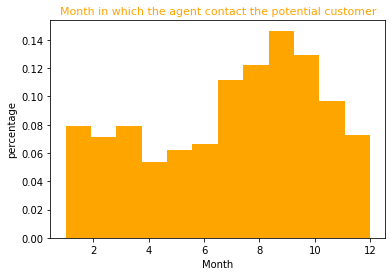 Month in which the agent contact the potential customer
percentage
0.14
0.12
0.10
0.08
0.06
0.04
0.02
0.00
2 4 6 8 10 12
Month